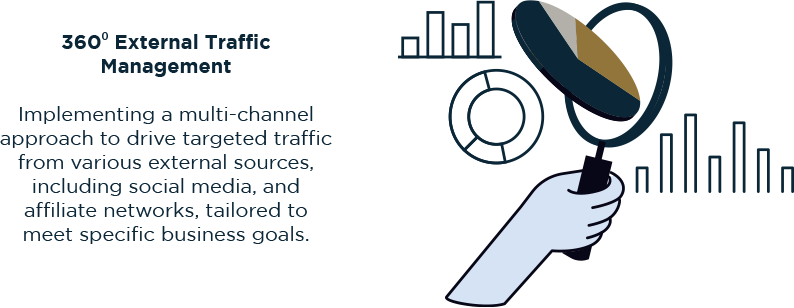 360⁰ External Traffic
Management
Implementing a multi-channel
approach to drive targeted traffic
from various external sources,
including social media, and
affiliate networks, tailored to
meet specific business goals.